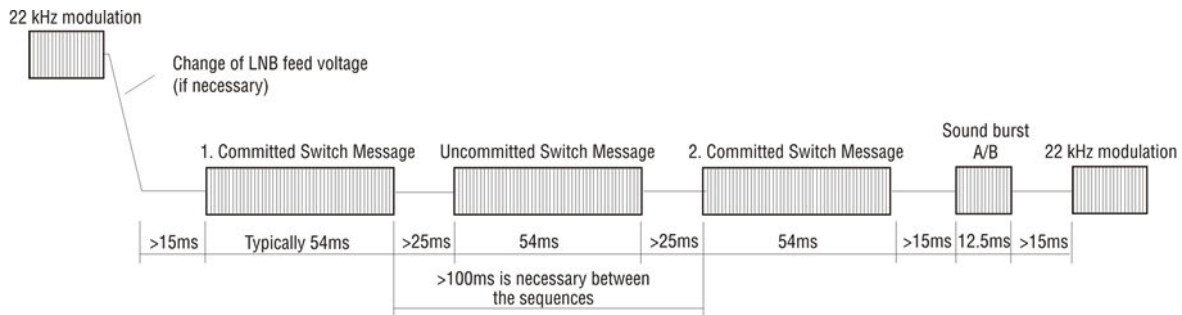 22 kHz modulation
Change of LNB feed voltage
(if necessary)
1. Committed Switch Message
Uncommitted Switch Message
2. Committed Switch Message
Sound burst
A/B
22 kHz modulation
>15ms
Typically 54ms
>25ms
54ms
>25ms
54ms
>15ms
12.5ms
>15ms
>100ms is necessary between
the sequences